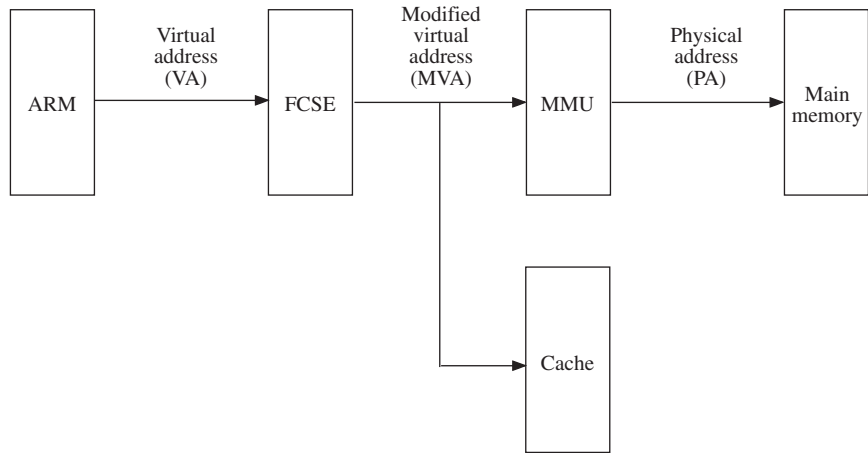 Virtual
address
(VA)
Modified
virtual
address
(MVA)
Physical
address
(PA)
ARM
FCSE
MMU
Main
memory
Cache